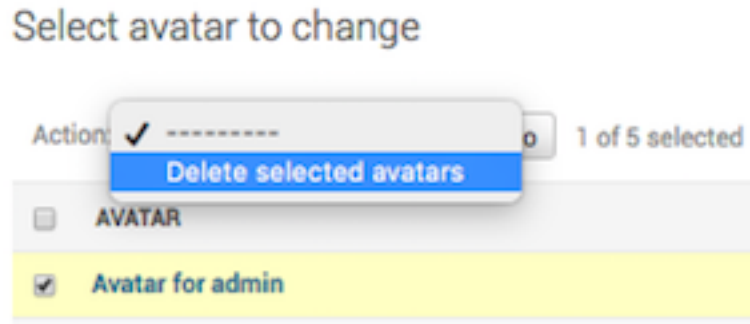 Select avatar to change
Action: ---------
o 1 of 5 selected
Delete selected avatars
AVATAR
Avatar for admin